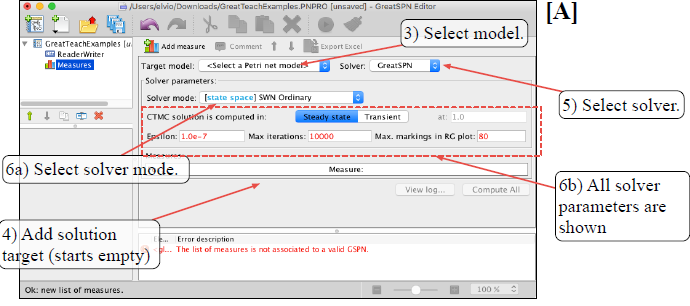 /Users/elvio/Downloads/GreatTeachExamples.PNPRO [unsaved] - GreatSPN Editor
[A]
3) Select model.
GreatTeachExamples [un
ReaderWriter
Measures
Add measure
Comment
Export Excel
Target model: <Select a Petri net model> Solver: GreatSPN
Solver parameters:
Solver mode: [state space] SWN Ordinary
5) Select solver.
CTMC solution is computed in: Steady state Transient at: 1.0
Epsilon: 1.0e-7 Max iterations: 10000 Max. markings in RG plot: 80
6a) Select solver mode.
Measure:
View log... Compute All
6b) All solver
parameters are
shown
4) Add solution
target (starts empty)
Error description
The list of measures is not associated to a valid GSPN.
Ok: new list of measures.
100 %